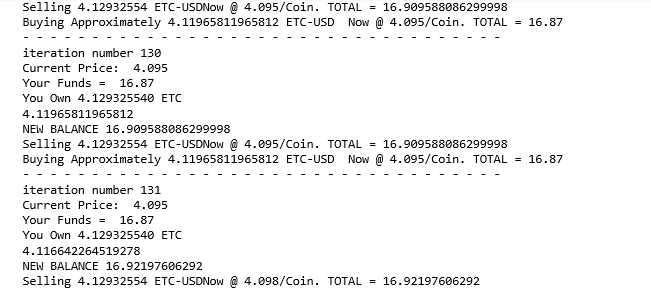 Selling 4.12932554 ETC-USDNow @ 4.095/Coin. TOTAL = 16.909588086299998
Buying Approximately 4.11965811965812 ETC-USD  Now @ 4.095/Coin. TOTAL = 16.87
- - - - - - - - - - - - - - - - - - - - - - - - - - - - - - - - - - - -
iteration number 130
Current Price:  4.095
Your Funds =  16.87
You Own 4.129325540 ETC
4.11965811965812
NEW BALANCE 16.909588086299998
Selling 4.12932554 ETC-USDNow @ 4.095/Coin. TOTAL = 16.909588086299998
Buying Approximately 4.11965811965812 ETC-USD  Now @ 4.095/Coin. TOTAL = 16.87
- - - - - - - - - - - - - - - - - - - - - - - - - - - - - - - - - - - -
iteration number 131
Current Price:  4.095
Your Funds =  16.87
You Own 4.129325540 ETC
4.116642264519278
NEW BALANCE 16.92197606292
Selling 4.12932554 ETC-USDNow @ 4.098/Coin. TOTAL = 16.92197606292